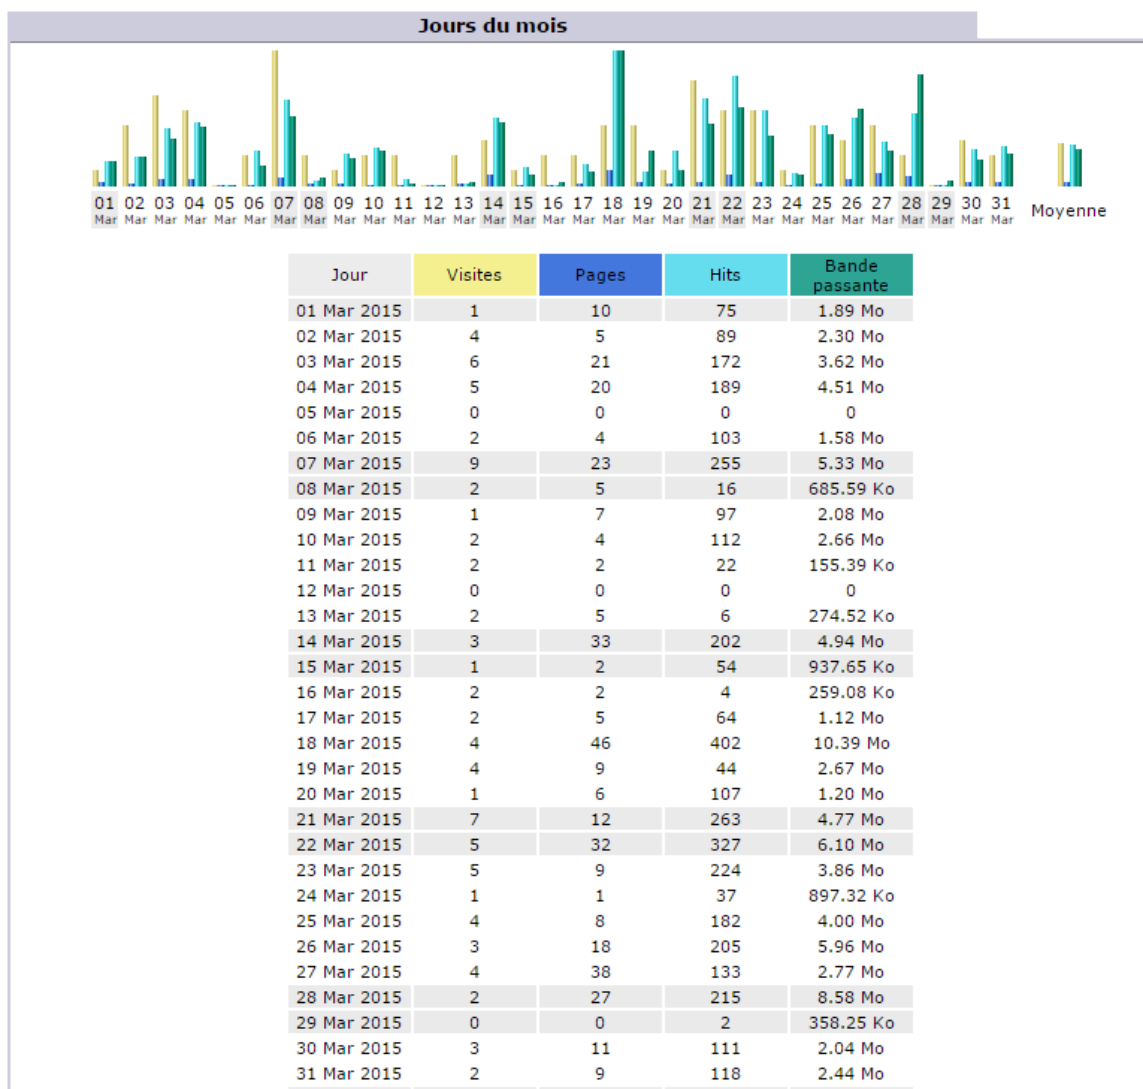 Jours du mois
01 02 03 04 05 06 07 08 09 10 11 12 13 14 15 16 17 18 19 20 21 22 23 24 25 26 27 28 29 30 31
Mar Mar Mar Mar Mar Mar Mar Mar Mar Mar Mar Mar Mar Mar Mar Mar Mar Mar Mar Mar Mar Mar Mar Mar Mar Mar Mar Mar Mar Mar Mar Moyenne
Jour Visites Pages Hits Bande passante
01 Mar 2015 1 10 75 1.89 Mo
02 Mar 2015 4 5 89 2.30 Mo
03 Mar 2015 6 21 172 3.62 Mo
04 Mar 2015 5 20 189 4.51 Mo
05 Mar 2015 0 0 0 0
06 Mar 2015 2 4 103 1.58 Mo
07 Mar 2015 9 23 255 5.33 Mo
08 Mar 2015 2 5 16 685.59 Ko
09 Mar 2015 1 7 97 2.08 Mo
10 Mar 2015 2 4 112 2.66 Mo
11 Mar 2015 2 2 22 155.39 Ko
12 Mar 2015 0 0 0 0
13 Mar 2015 2 5 6 274.52 Ko
14 Mar 2015 3 33 202 4.94 Mo
15 Mar 2015 1 2 54 937.65 Ko
16 Mar 2015 2 2 4 259.08 Ko
17 Mar 2015 2 5 64 1.12 Mo
18 Mar 2015 4 46 402 10.39 Mo
19 Mar 2015 4 9 44 2.67 Mo
20 Mar 2015 1 6 107 1.20 Mo
21 Mar 2015 7 12 263 4.77 Mo
22 Mar 2015 5 32 327 6.10 Mo
23 Mar 2015 5 9 224 3.86 Mo
24 Mar 2015 1 1 37 897.32 Ko
25 Mar 2015 4 8 182 4.00 Mo
26 Mar 2015 3 18 205 5.96 Mo
27 Mar 2015 4 38 133 2.77 Mo
28 Mar 2015 2 27 215 8.58 Mo
29 Mar 2015 0 0 2 358.25 Ko
30 Mar 2015 3 11 111 2.04 Mo
31 Mar 2015 2 9 118 2.44 Mo